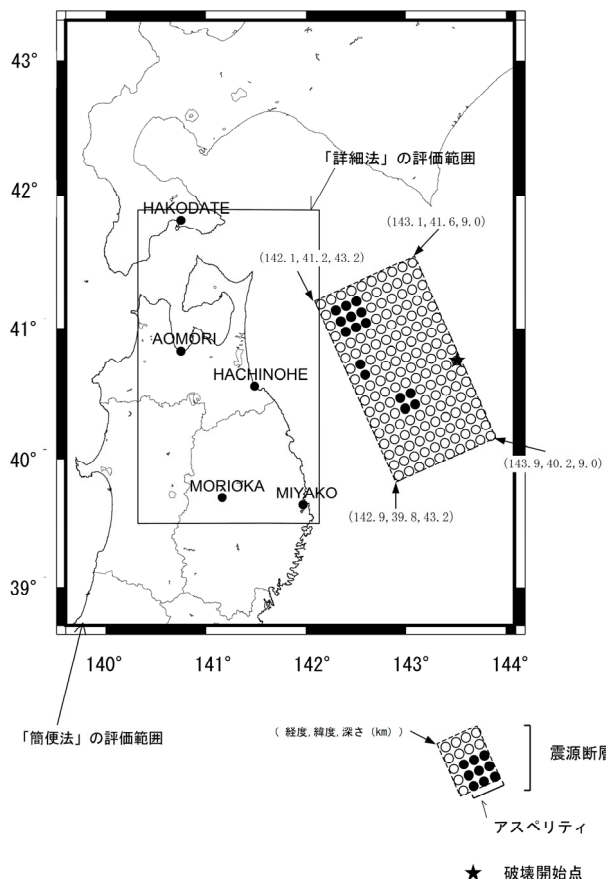 43°
「詳細法」の評価範囲
42°
HAKODATE
(143.1, 41.6, 9.0)
(142.1, 41.2, 43.2)
41°
AOMORI
HACHINOHE
40°
(143.9, 40.2, 9.0)
MORIOKA
MIYAKO
(142.9, 39.8, 43.2)
39°
140°
141°
142°
143°
144°
「簡便法」の評価範囲
( 経度, 緯度, 深さ (km) )
震源断層
アスペリティ
★ 破壊開始点